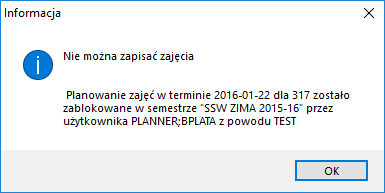 Informacja
Nie można zapisać zajęcia
Planowanie zajęć w terminie 2016-01-22 dla 317 zostało
zablokowane w semestrze "SSW ZIMA 2015-16" przez
użytkownika PLANNER;BPLATA z powodu TEST
OK